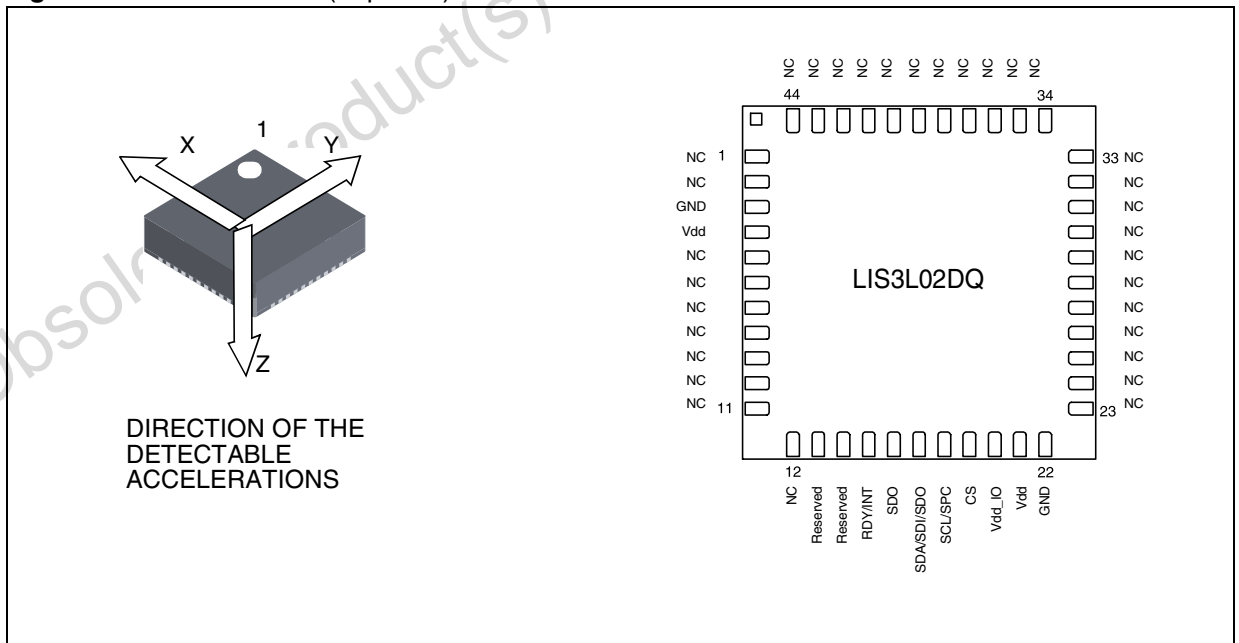 X
1
Y
Z
DIRECTION OF THE
DETECTABLE
ACCELERATIONS
NC NC NC NC NC NC NC NC NC NC NC
44 34
NC 1
NC
GND
Vdd
NC
NC
NC
NC
NC
NC
NC 11
LIS3L02DQ
33 NC
NC
NC
NC
NC
NC
NC
NC
NC
NC
23 NC
12 22
NC
Reserved
Reserved
RDY/INT
SDO
SDA/SDI/SDO
SCL/SPC
CS
Vdd_IO
Vdd
GND